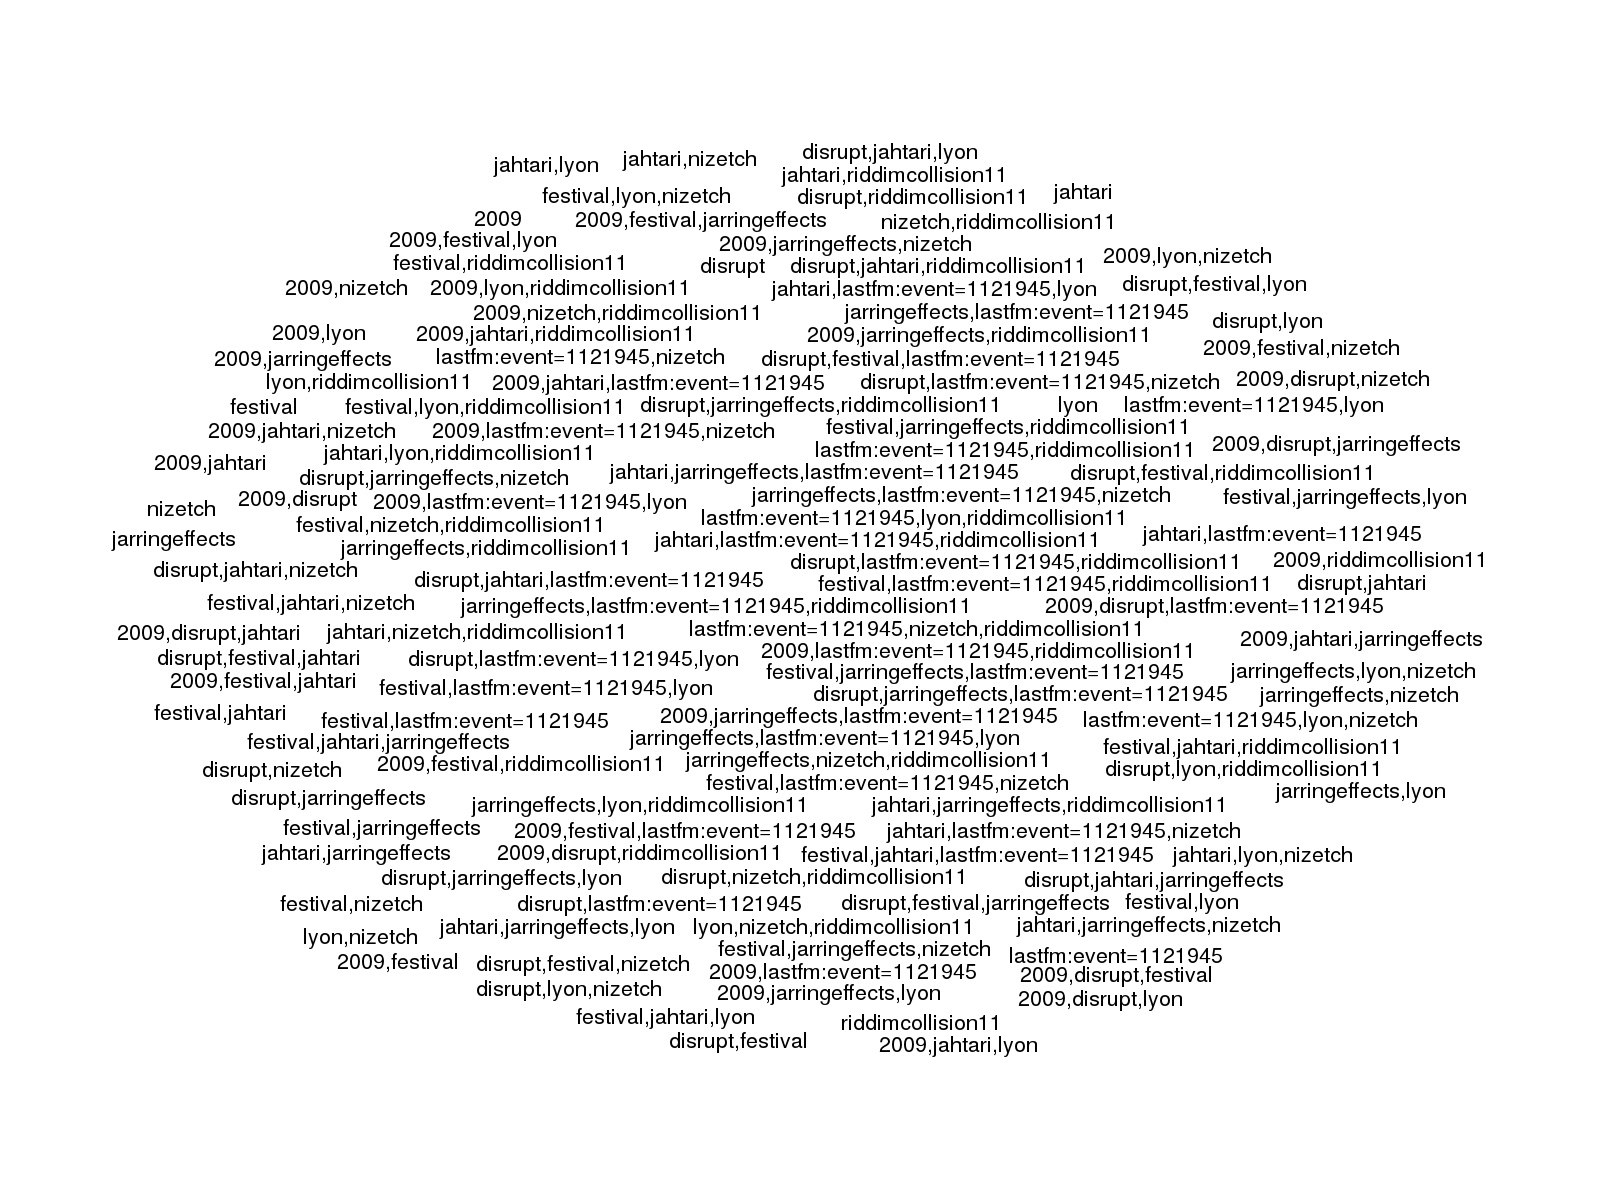 disrupt,jahtari,lyon
jahtari,lyon jahtari,nizetch
jahtari,riddimcollision11
festival,lyon,nizetch disrupt,riddimcollision11 jahtari
2009 2009,festival,jarringeffects nizetch,riddimcollision11
2009,festival,lyon 2009,jarringeffects,nizetch
2009,lyon,nizetch
festival,riddimcollision11 disrupt disrupt,jahtari,riddimcollision11
2009,nizetch 2009,lyon,riddimcollision11 jahtari,lastfm:event=1121945,lyon disrupt,festival,lyon
2009,nizetch,riddimcollision11 jarringeffects,lastfm:event=1121945
disrupt,lyon
2009,lyon 2009,jahtari,riddimcollision11 2009,jarringeffects,riddimcollision11
2009,festival,nizetch
2009,jarringeffects lastfm:event=1121945,nizetch disrupt,festival,lastfm:event=1121945
lyon,riddimcollision11 2009,jahtari,lastfm:event=1121945 disrupt,lastfm:event=1121945,nizetch 2009,disrupt,nizetch
festival festival,lyon,riddimcollision11 disrupt,jarringeffects,riddimcollision11 lyon lastfm:event=1121945,lyon
2009,jahtari,nizetch 2009,lastfm:event=1121945,nizetch festival,jarringeffects,riddimcollision11
jahtari,lyon,riddimcollision11 lastfm:event=1121945,riddimcollision11 2009,disrupt,jarringeffects
2009,jahtari
disrupt,jarringeffects,nizetch jahtari,jarringeffects,lastfm:event=1121945 disrupt,festival,riddimcollision11
nizetch 2009,disrupt 2009,lastfm:event=1121945,lyon jarringeffects,lastfm:event=1121945,nizetch festival,jarringeffects,lyon
festival,nizetch,riddimcollision11 lastfm:event=1121945,lyon,riddimcollision11
jarringeffects jahtari,lastfm:event=1121945,riddimcollision11 jahtari,lastfm:event=1121945
jarringeffects,riddimcollision11
disrupt,jahtari,nizetch disrupt,lastfm:event=1121945,riddimcollision11 2009,riddimcollision11
disrupt,jahtari,lastfm:event=1121945 festival,lastfm:event=1121945,riddimcollision11 disrupt,jahtari
festival,jahtari,nizetch jarringeffects,lastfm:event=1121945,riddimcollision11 2009,disrupt,lastfm:event=1121945
2009,disrupt,jahtari jahtari,nizetch,riddimcollision11 lastfm:event=1121945,nizetch,riddimcollision11 2009,jahtari,jarringeffects
disrupt,festival,jahtari disrupt,lastfm:event=1121945,lyon 2009,lastfm:event=1121945,riddimcollision11
festival,jarringeffects,lastfm:event=1121945 jarringeffects,lyon,nizetch
2009,festival,jahtari festival,lastfm:event=1121945,lyon disrupt,jarringeffects,lastfm:event=1121945 jarringeffects,nizetch
festival,jahtari festival,lastfm:event=1121945 2009,jarringeffects,lastfm:event=1121945 lastfm:event=1121945,lyon,nizetch
festival,jahtari,jarringeffects jarringeffects,lastfm:event=1121945,lyon festival,jahtari,riddimcollision11
disrupt,nizetch 2009,festival,riddimcollision11 jarringeffects,nizetch,riddimcollision11 disrupt,lyon,riddimcollision11
festival,lastfm:event=1121945,nizetch
disrupt,jarringeffects jarringeffects,lyon,riddimcollision11 jahtari,jarringeffects,riddimcollision11 jarringeffects,lyon
festival,jarringeffects 2009,festival,lastfm:event=1121945 jahtari,lastfm:event=1121945,nizetch
jahtari,jarringeffects 2009,disrupt,riddimcollision11 festival,jahtari,lastfm:event=1121945 jahtari,lyon,nizetch
disrupt,jarringeffects,lyon disrupt,nizetch,riddimcollision11 disrupt,jahtari,jarringeffects
festival,nizetch disrupt,lastfm:event=1121945 disrupt,festival,jarringeffects festival,lyon
lyon,nizetch jahtari,jarringeffects,lyon lyon,nizetch,riddimcollision11 jahtari,jarringeffects,nizetch
festival,jarringeffects,nizetch lastfm:event=1121945
2009,festival disrupt,festival,nizetch 2009,lastfm:event=1121945 2009,disrupt,festival
disrupt,lyon,nizetch 2009,jarringeffects,lyon 2009,disrupt,lyon
festival,jahtari,lyon riddimcollision11
disrupt,festival 2009,jahtari,lyon